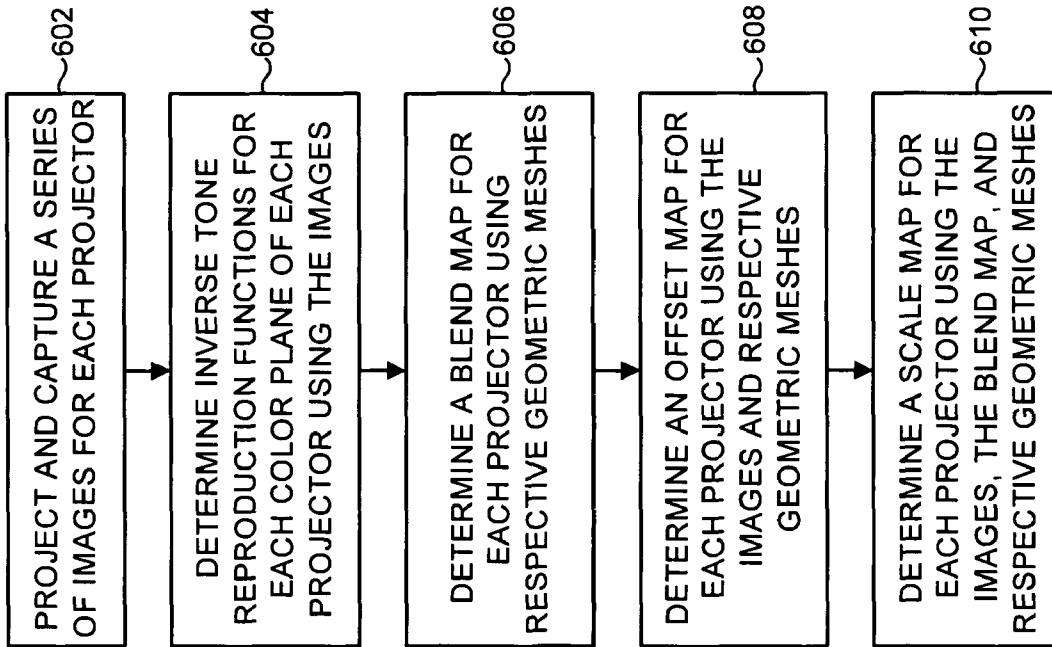 PROJECT AND CAPTURE A SERIES
OF IMAGES FOR EACH PROJECTOR
602
DETERMINE INVERSE TONE
REPRODUCTION FUNCTIONS FOR
EACH COLOR PLANE OF EACH
PROJECTOR USING THE IMAGES
604
DETERMINE A BLEND MAP FOR
EACH PROJECTOR USING
RESPECTIVE GEOMETRIC MESHES
606
DETERMINE AN OFFSET MAP FOR
EACH PROJECTOR USING THE
IMAGES AND RESPECTIVE
GEOMETRIC MESHES
608
DETERMINE A SCALE MAP FOR
EACH PROJECTOR USING THE
IMAGES, THE BLEND MAP, AND
RESPECTIVE GEOMETRIC MESHES
610